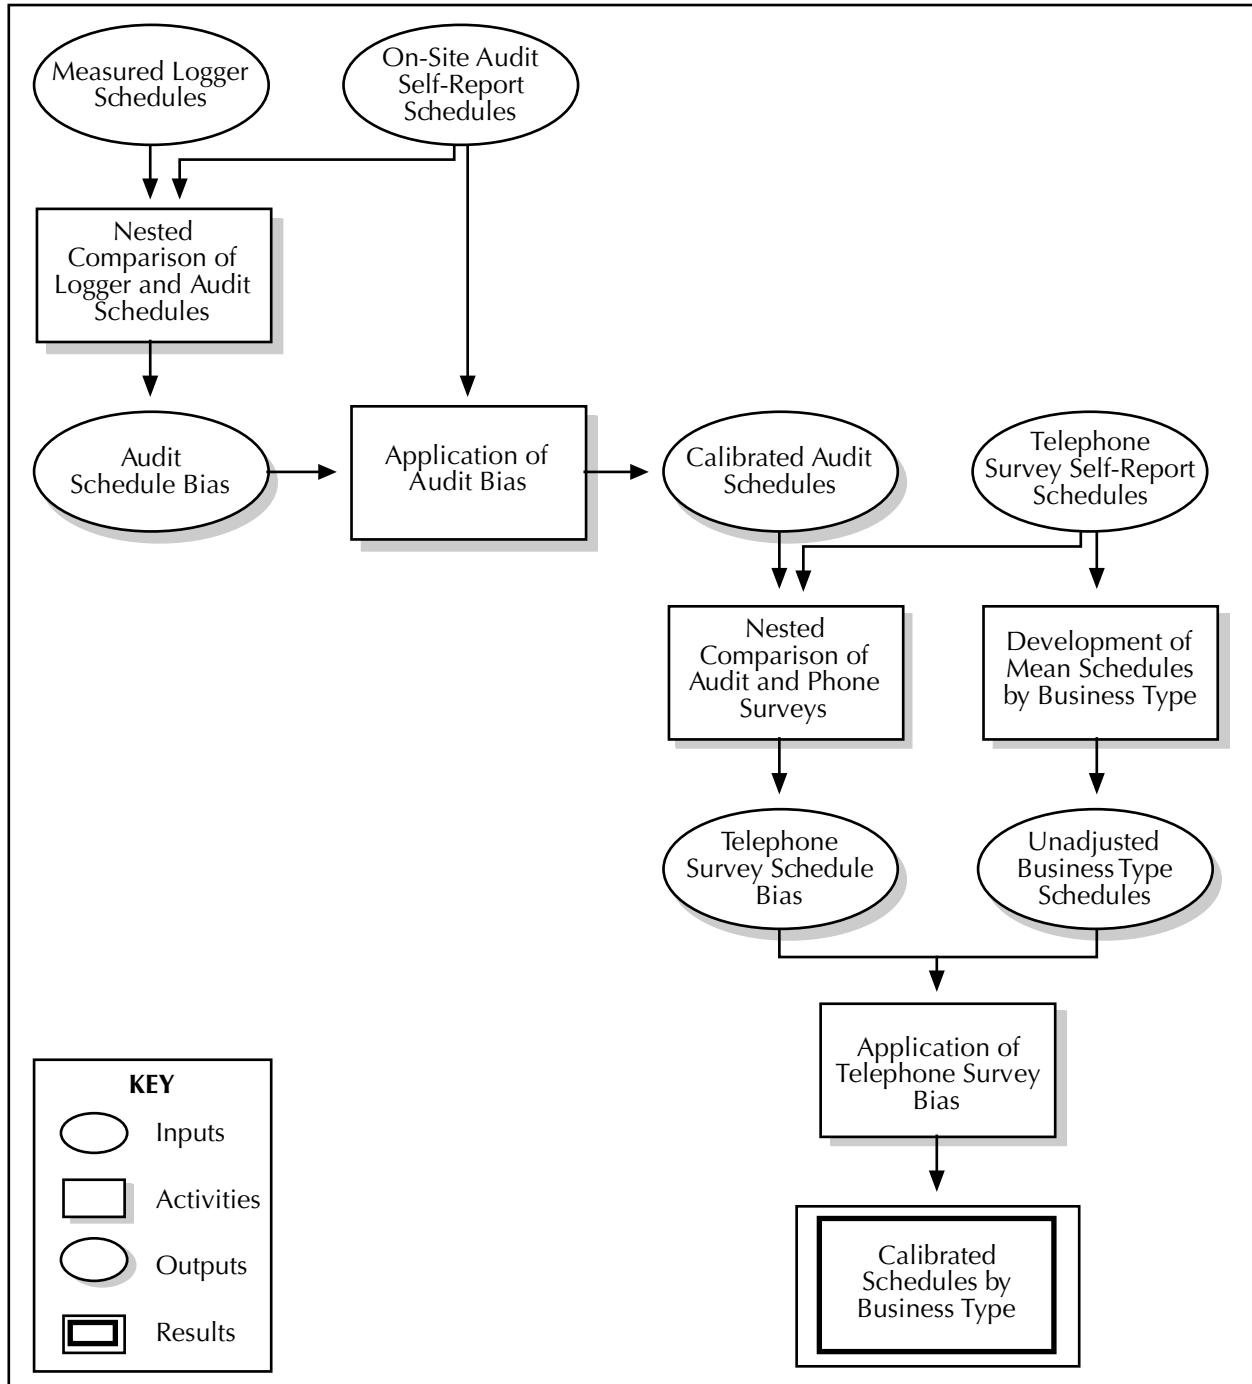 Measured Logger
Schedules
On-Site Audit
Self-Report
Schedules
Nested
Comparison of
Logger and Audit
Schedules
Audit
Schedule Bias
Application of
Audit Bias
Calibrated Audit
Schedules
Telephone
Survey Self-Report
Schedules
Nested
Comparison of
Audit and Phone
Surveys
Development of
Mean Schedules
by Business Type
Telephone
Survey Schedule
Bias
Unadjusted
Business Type
Schedules
Application of
Telephone Survey
Bias
Calibrated
Schedules by
Business Type
KEY
Inputs
Activities
Outputs
Results